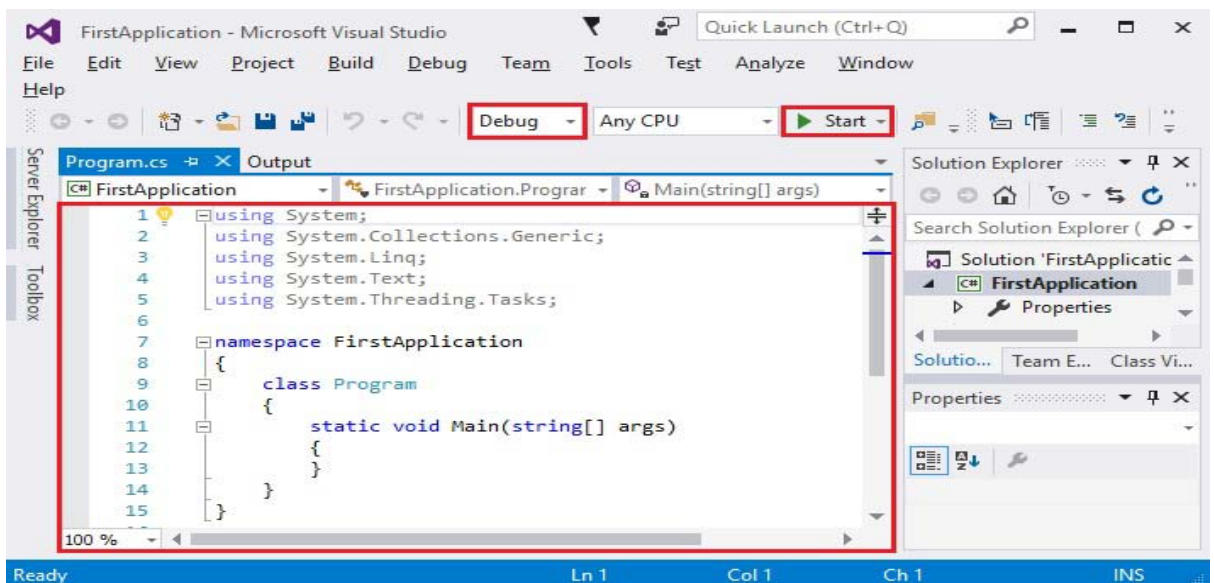 FirstApplication - Microsoft Visual Studio
Quick Launch (Ctrl+Q)
File Edit View Project Build Debug Team Tools Test Analyze Window
Help
Debug Any CPU Start
Server Explorer
Toolbox
Program.cs Output
C# FirstApplication FirstApplication.Prograr Main(string[] args)
1 using System;
2 using System.Collections.Generic;
3 using System.Linq;
4 using System.Text;
5 using System.Threading.Tasks;
6
7 namespace FirstApplication
8 {
9 class Program
10 {
11 static void Main(string[] args)
12 {
13 }
14 }
15 }
100 %
Solution Explorer
Search Solution Explorer (
Solution 'FirstApplicatic
C# FirstApplication
Properties
Solutio... Team E... Class Vi...
Properties
Ready Ln 1 Col 1 Ch 1 INS